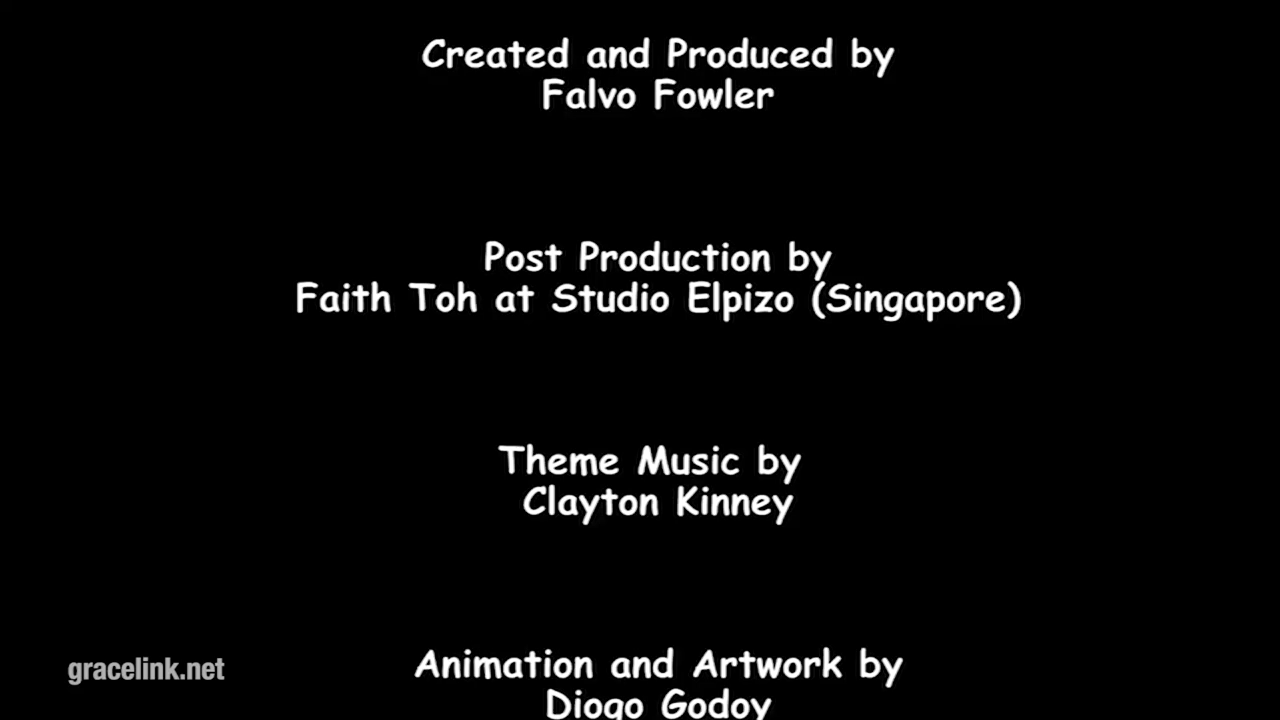 Created and Produced by
Falvo Fowler
Post Production by
Faith Toh at Studio Elpizo (Singapore)
Theme Music by
Clayton Kinney
gracelink.net
Animation and Artwork by
Diogo Godoy